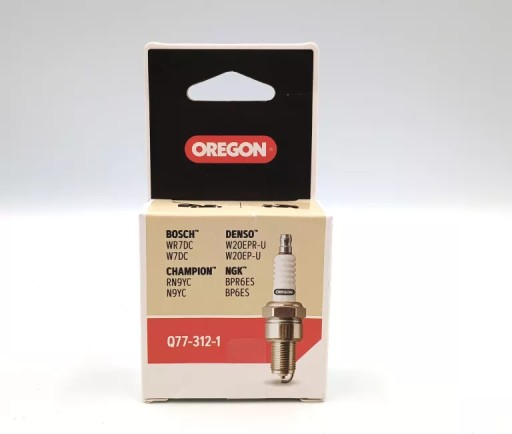 OREGON
BOSCH™ DENSO™
WR7DC W20EPR-U
W7DC W20EP-U
CHAMPION™ NGK™
RN9YC BPR6ES
N9YC BP6ES
OREGON
Q77-312-1